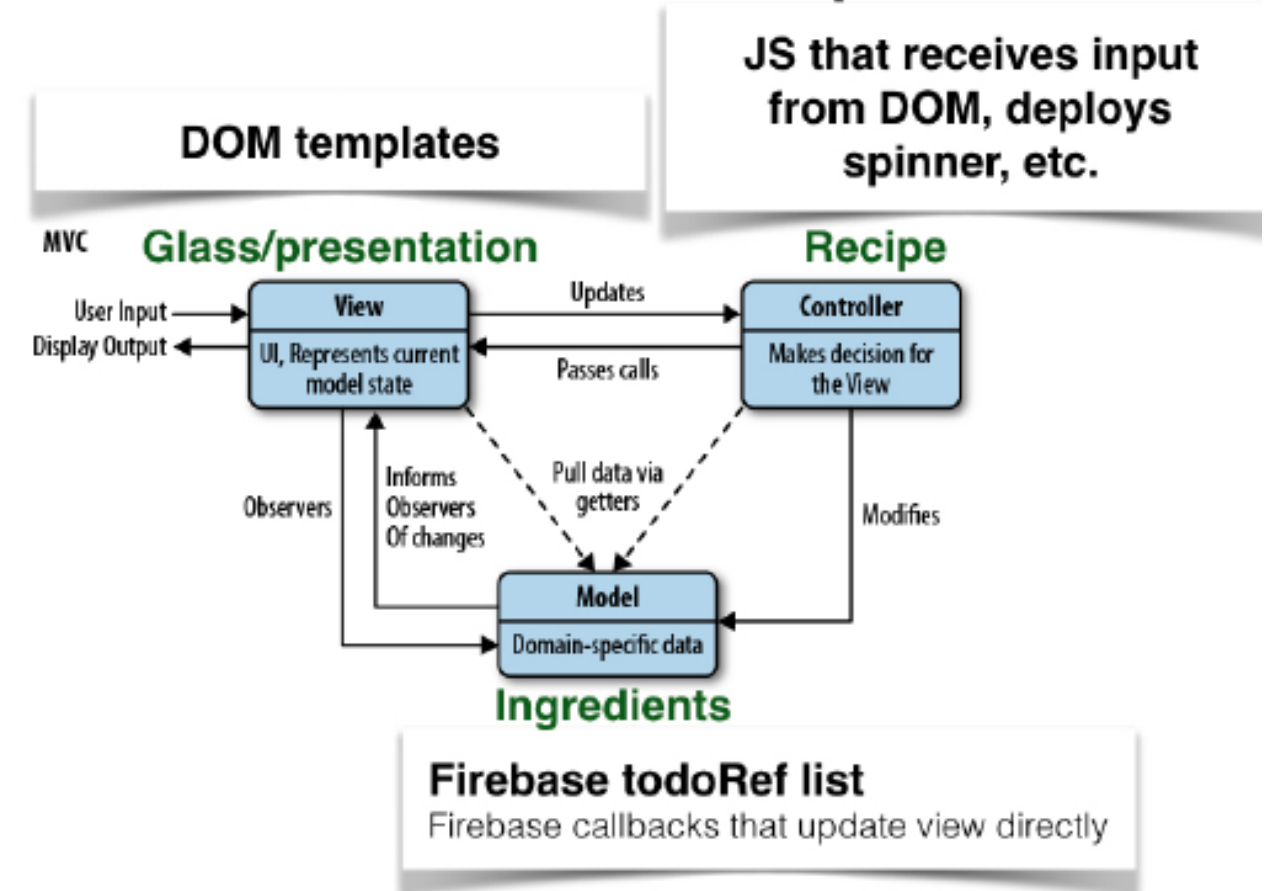 JS that receives input
from DOM, deploys
spinner, etc.
DOM templates
MVC
Glass/presentation
Recipe
User Input
Display Output
View
UI, Represents current
model state
Updates
Passes calls
Controller
Makes decision for
the View
Observers
Informs
Observers
Of changes
Pull data via
getters
Modifies
Model
Domain-specific data
Ingredients
Firebase todoRef list
Firebase callbacks that update view directly